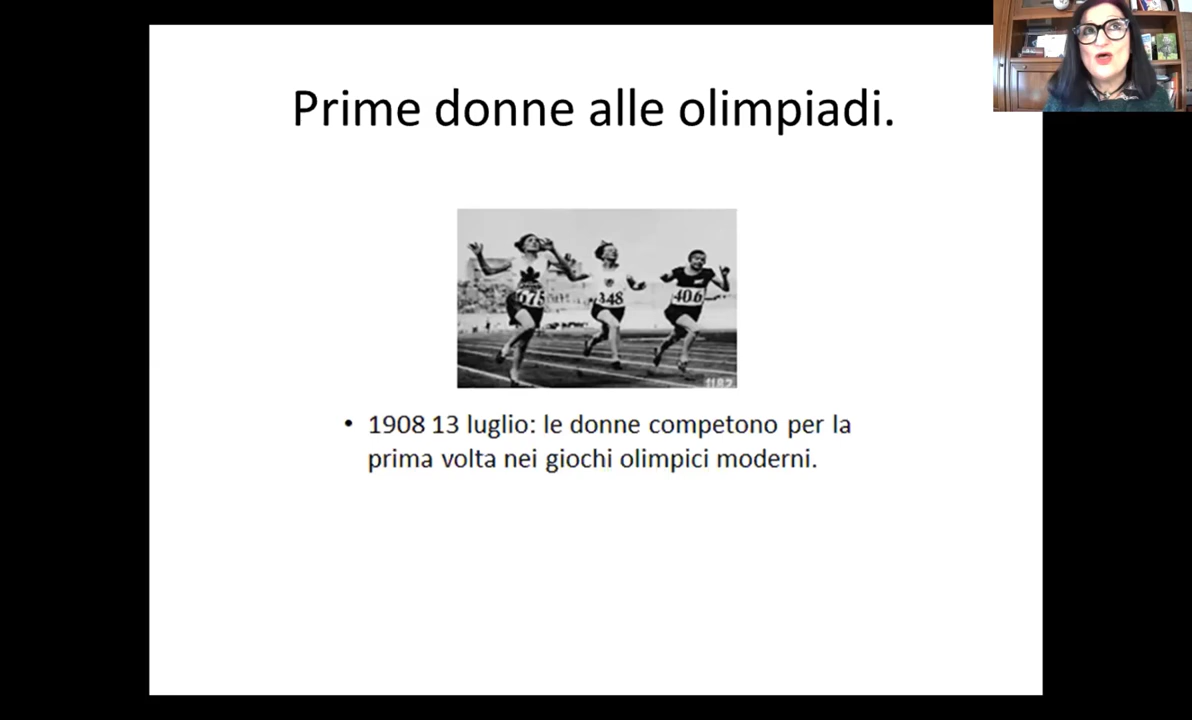 Prime donne alle olimpiadi.
675
348
406
1182
• 1908 13 luglio: le donne competono per la
prima volta nei giochi olimpici moderni.